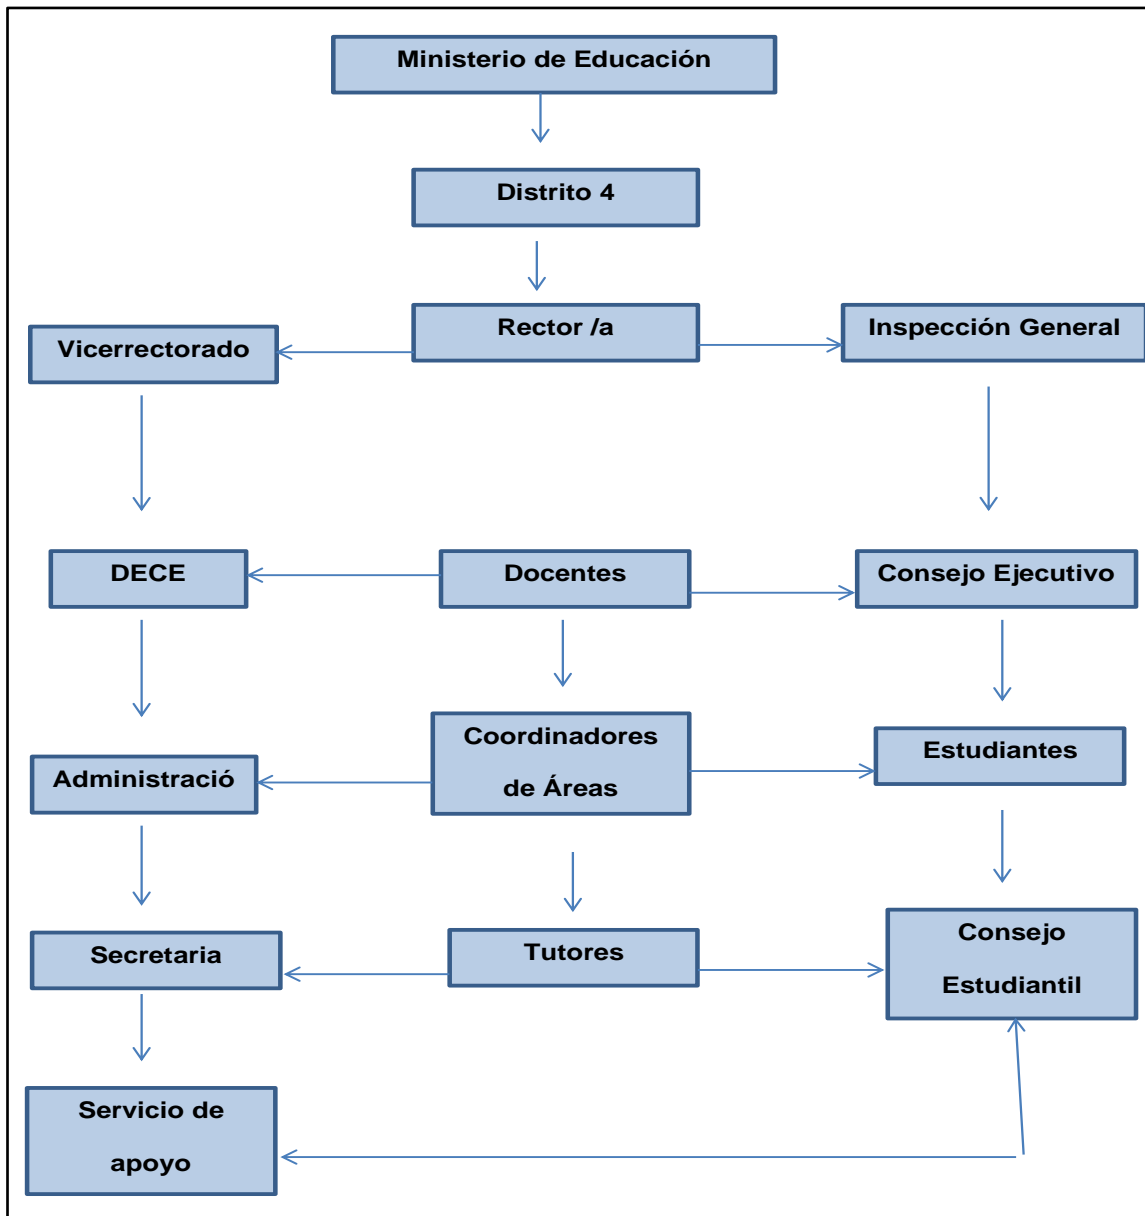 Ministerio de Educación
Distrito 4
Rector /a
Inspección General
Vicerrectorado
DECE
Docentes
Consejo Ejecutivo
Coordinadores
de Áreas
Estudiantes
Administració
Secretaria
Tutores
Consejo
Estudiantil
Servicio de
apoyo